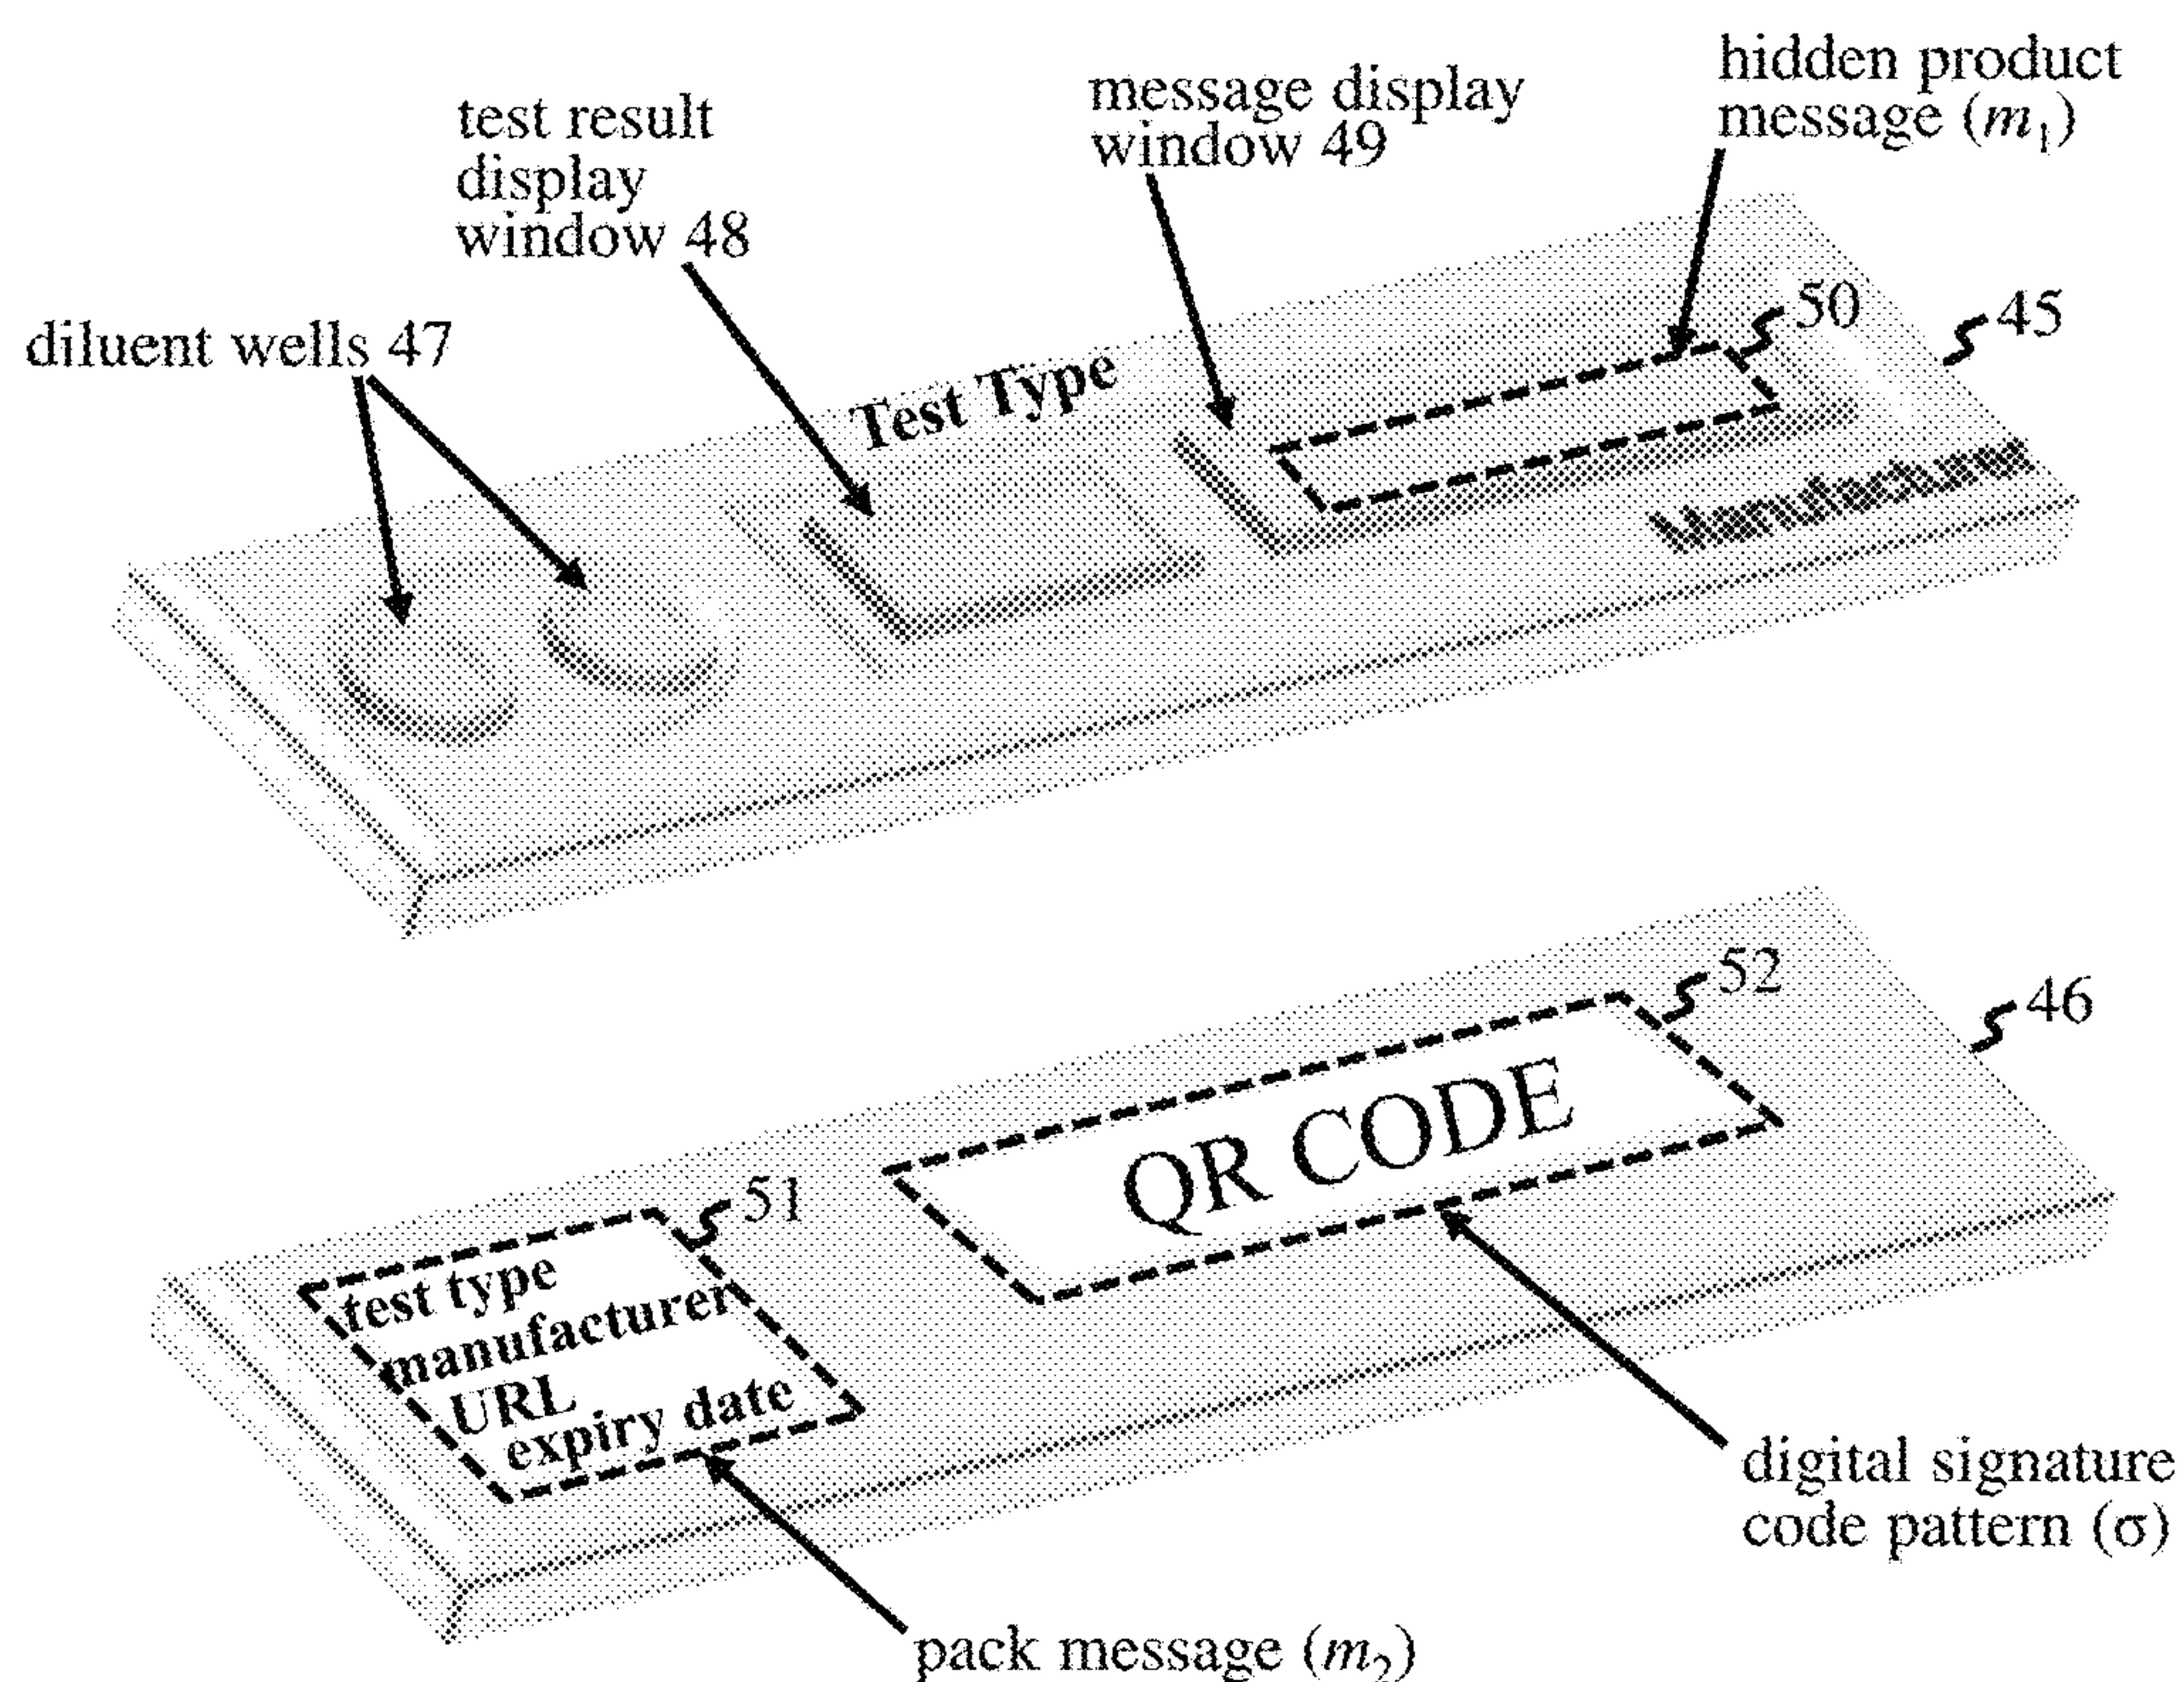 hidden product
message (m₁)
message display
window 49
test result
display
window 48
diluent wells 47
50
45
Test Type
Manufacturer
52
46
QR CODE
51
test type
manufacturer
URL
expiry date
digital signature
code pattern (σ)
pack message (m₂)